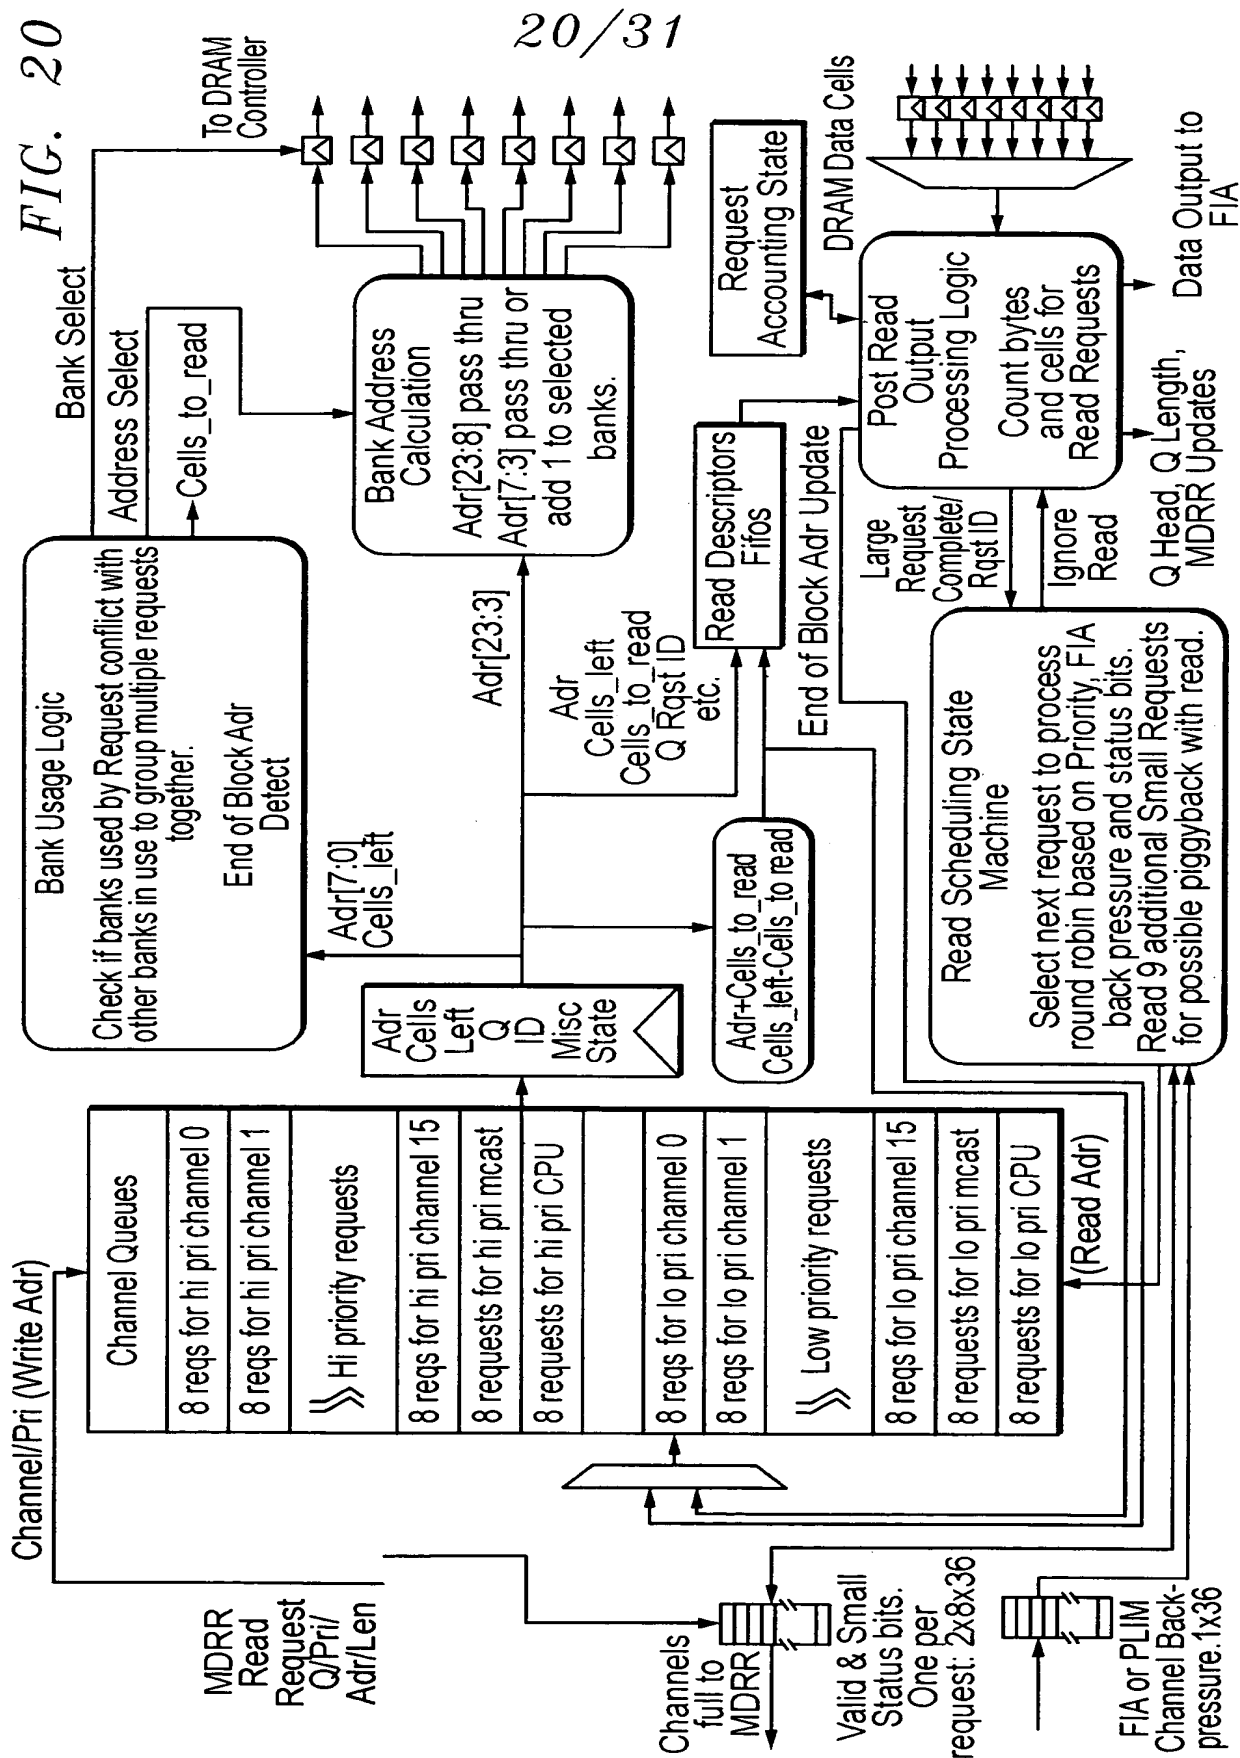 20/31
FIG. 20
Channel/Pri (Write Adr)
MDRR
Read
Request
Q/Pri/
Adr/Len
Channel Queues
8 reqs for hi pri channel 0
8 reqs for hi pri channel 1
Hi priority requests
8 reqs for hi pri channel 15
8 requests for hi pri mcast
8 requests for hi pri CPU
8 reqs for lo pri channel 0
8 reqs for lo pri channel 1
Low priority requests
8 reqs for lo pri channel 15
8 requests for lo pri mcast
8 requests for lo pri CPU
(Read Adr)
Channels
full to
MDRR
Valid & Small
Status bits.
One per
request: 2x8x36
FIA or PLIM
Channel Back-
pressure.1x36
Bank Usage Logic
Check if banks used by Request conflict with
other banks in use to group multiple requests
together.
End of Block Adr
Detect
Bank Select
Address Select
Cells_to_read
To DRAM
Controller
Adr[7:0]
Cells_left
Adr
Cells
Left
Q
ID
Misc
State
Adr[23:3]
Bank Address
Calculation
Adr[23:8] pass thru
Adr[7:3] pass thru or
add 1 to selected
banks.
Adr
Cells_left
Cells_to_read
Q Rqst ID
etc.
Adr+Cells_to_read
Cells_left-Cells_to read
Read Descriptors
Fifos
End of Block Adr Update
Request
Accounting State
DRAM Data Cells
Post Read
Output
Processing Logic
Count bytes
and cells for
Read Requests
Large
Request
Complete/
Rqst ID
Ignore
Read
Q Head, Q Length,
MDRR Updates
Data Output to
FIA
Read Scheduling State
Machine
Select next request to process
round robin based on Priority, FIA
back pressure and status bits.
Read 9 additional Small Requests
for possible piggyback with read.